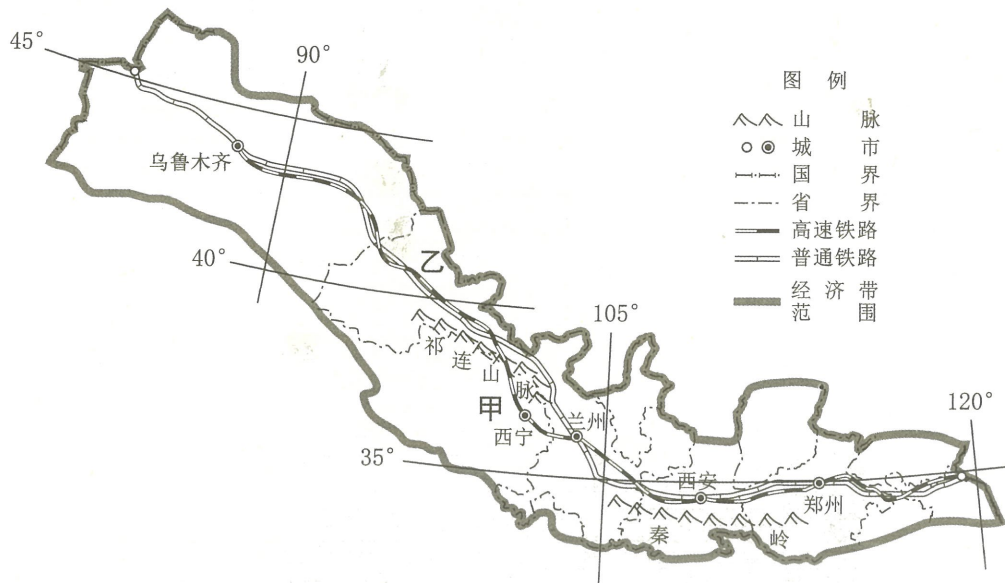 45°
90°
图 例
山 脉
城 市
国 界
省 界
高速铁路
普通铁路
经 济 带
范 围
乌鲁木齐
乙
40°
105°
祁连山脉
甲
西宁
兰州
120°
35°
西安
郑州
秦 岭